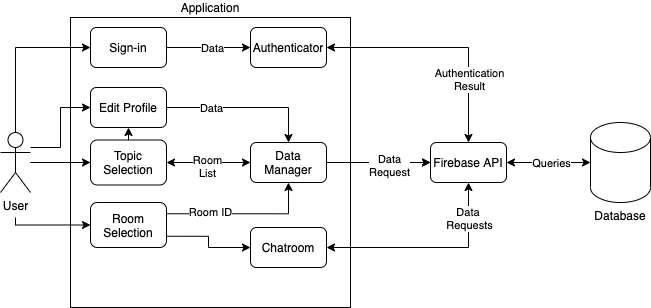 Application
Sign-in
Data
Authenticator
Authentication
Result
Edit Profile
Data
Topic
Selection
Room
List
Data
Manager
Data
Request
Firebase API
Queries
User
Room
Selection
Room ID
Chatroom
Data
Requests
Database